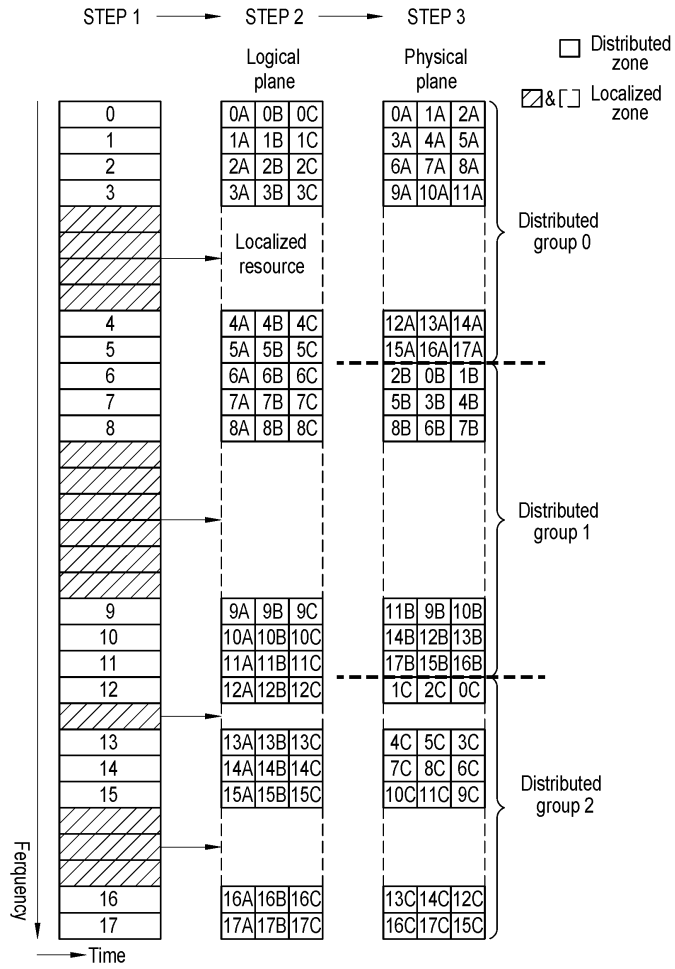 STEP 1 STEP 2 STEP 3
Logical plane
Physical plane
Distributed zone
& Localized zone
0 0A 0B 0C 0A 1A 2A
1 1A 1B 1C 3A 4A 5A
2 2A 2B 2C 6A 7A 8A
3 3A 3B 3C 9A 10A 11A
Localized resource
Distributed group 0
4 4A 4B 4C 12A 13A 14A
5 5A 5B 5C 15A 16A 17A
6 6A 6B 6C 2B 0B 1B
7 7A 7B 7C 5B 3B 4B
8 8A 8B 8C 8B 6B 7B
Distributed group 1
9 9A 9B 9C 11B 9B 10B
10 10A 10B 10C 14B 12B 13B
11 11A 11B 11C 17B 15B 16B
12 12A 12B 12C 1C 2C 0C
13 13A 13B 13C 4C 5C 3C
14 14A 14B 14C 7C 8C 6C
15 15A 15B 15C 10C 11C 9C
Distributed group 2
16 16A 16B 16C 13C 14C 12C
17 17A 17B 17C 16C 17C 15C
Ferquency
Time